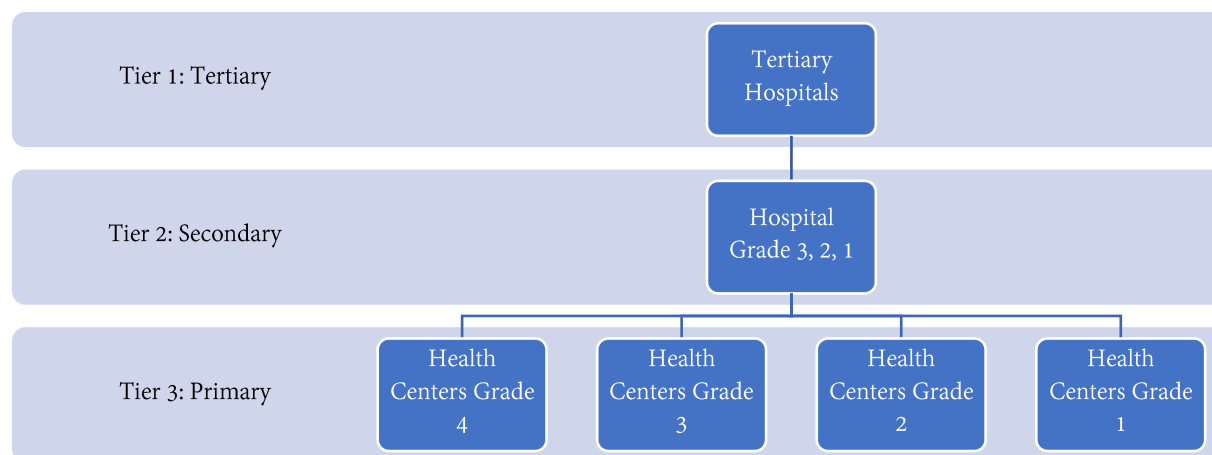 Tier 1: Tertiary
Tertiary
Hospitals
Tier 2: Secondary
Hospital
Grade 3, 2, 1
Tier 3: Primary
Health
Centers Grade
4
Health
Centers Grade
3
Health
Centers Grade
2
Health
Centers Grade
1